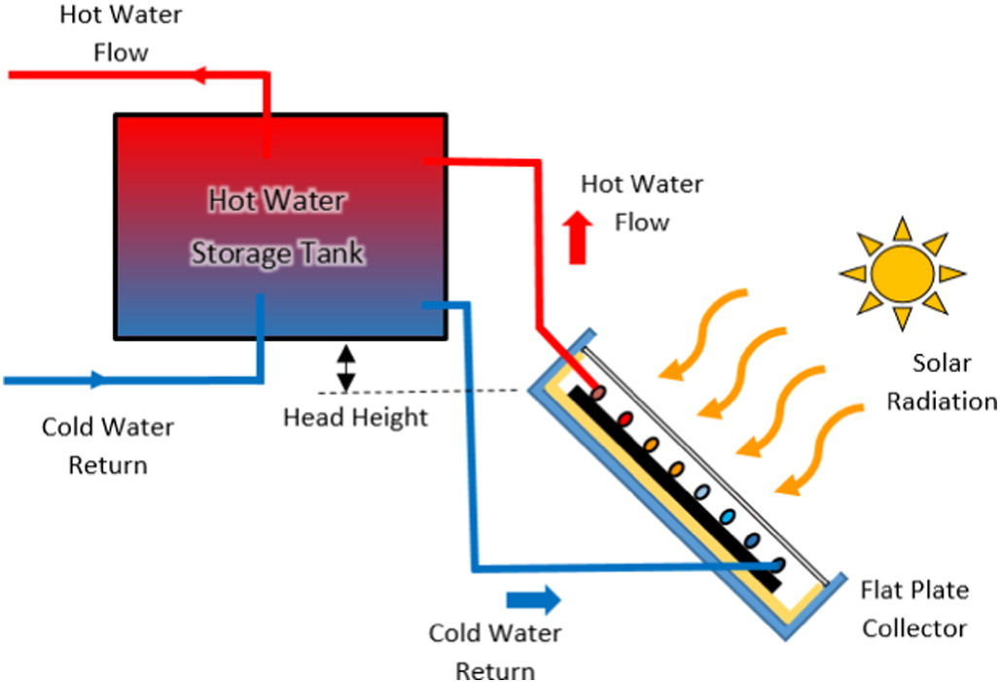 Hot Water
Flow
Hot Water
Storage Tank
Hot Water
Flow
Solar
Radiation
Head Height
Cold Water
Return
Flat Plate
Collector
Cold Water
Return